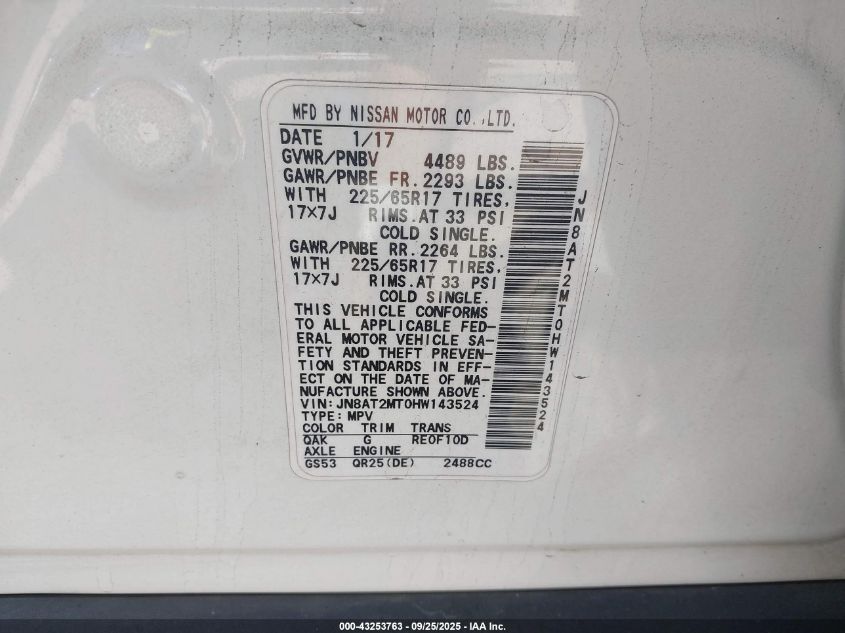 MFD BY NISSAN MOTOR CO.,LTD.
DATE 1/17
GVWR/PNBV 4489 LBS.
GAWR/PNBE FR. 2293 LBS.
WITH 225/65R17 TIRES,
17×7J RIMS.AT 33 PSI
COLD SINGLE.
GAWR/PNBE RR. 2264 LBS.
WITH 225/65R17 TIRES,
17×7J RIMS.AT 33 PSI
COLD SINGLE.
THIS VEHICLE CONFORMS
TO ALL APPLICABLE FED-
ERAL MOTOR VEHICLE SA-
FETY AND THEFT PREVEN-
TION STANDARDS IN EFF-
ECT ON THE DATE OF MA-
NUFACTURE SHOWN ABOVE.
VIN: JN8AT2MT0HW143524
TYPE: MPV
COLOR TRIM TRANS
QAK G RE0F10D
AXLE ENGINE
GS53 QR25(DE) 2488CC
JN8AT2MT0HW143524
000-43253763 - 09/25/2025 - IAA Inc.